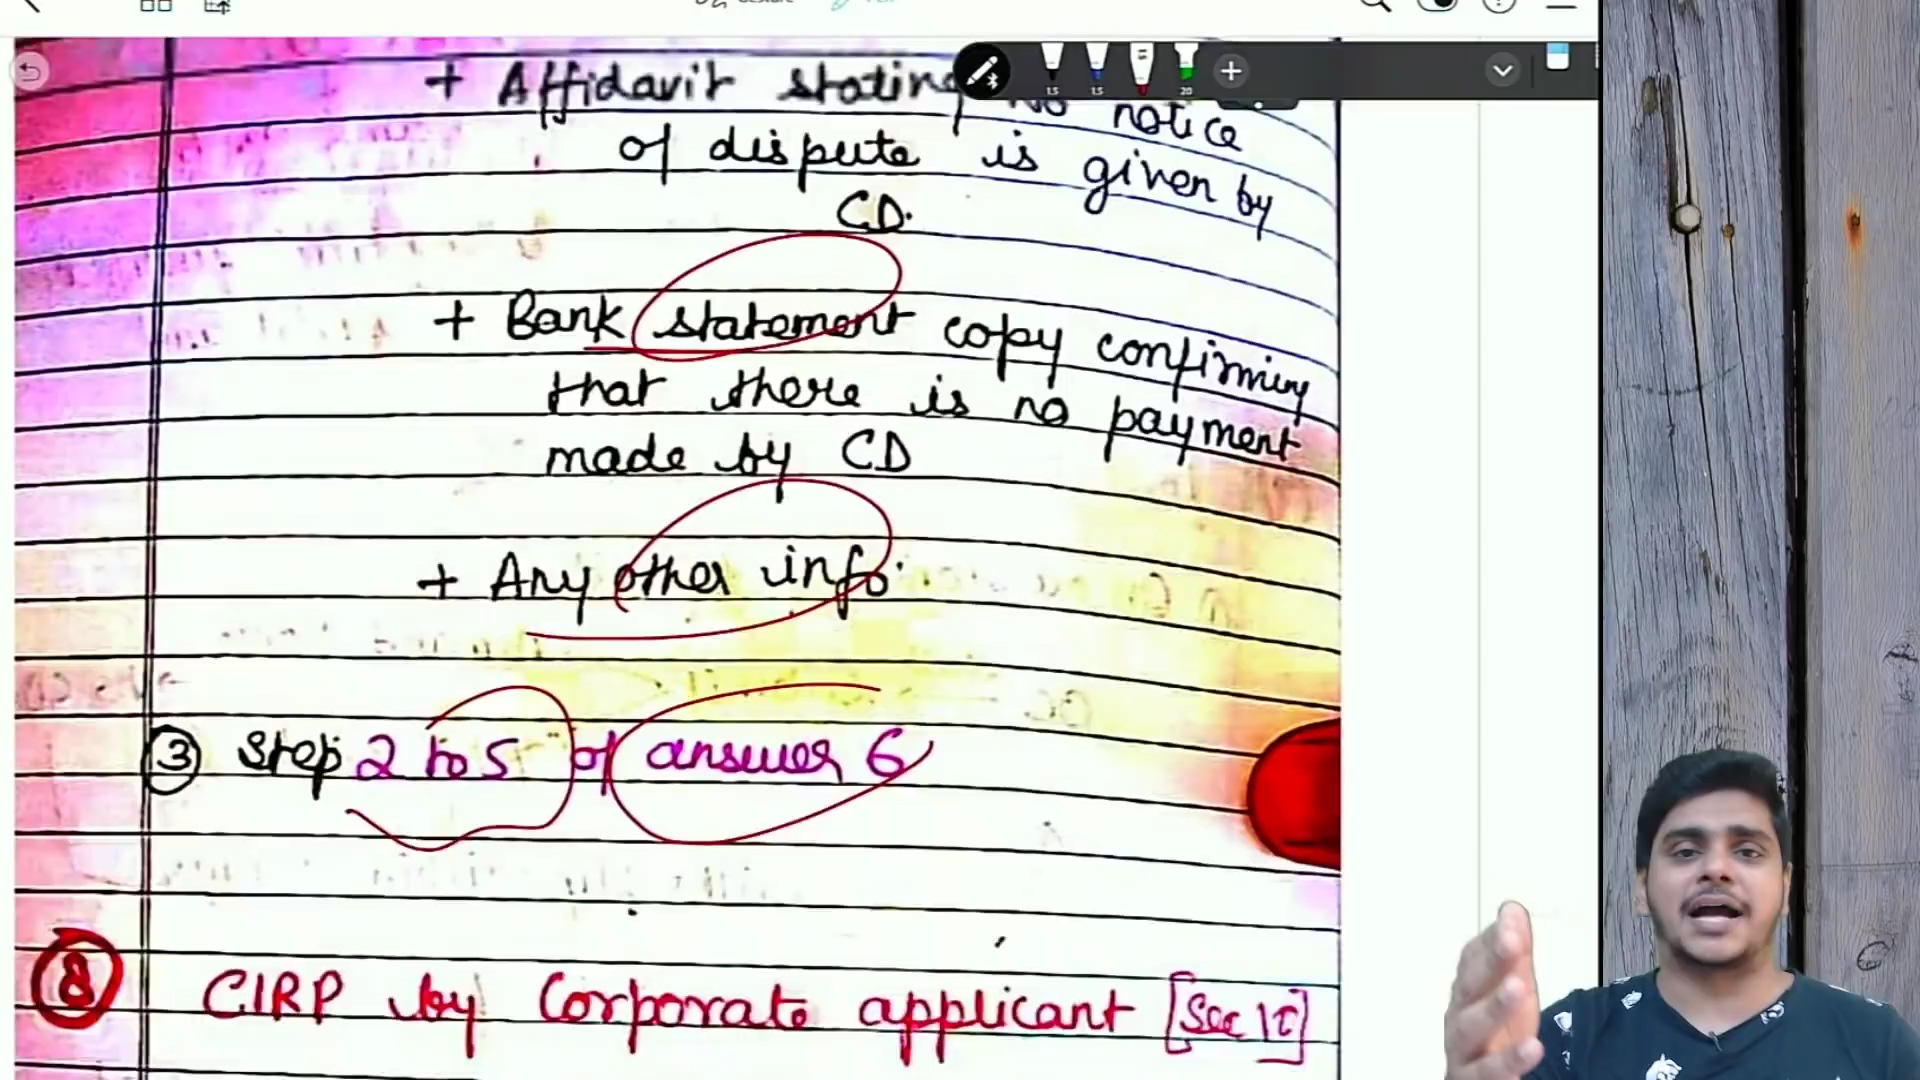 + Affidavit stating no notice
of dispute is given by
CD.
+ Bank statement copy confirming
that there is no payment
made by CD
+ Any other info.
3 Step 2 to 5 of answer 6
8 CIRP by Corporate applicant [Sec 10]